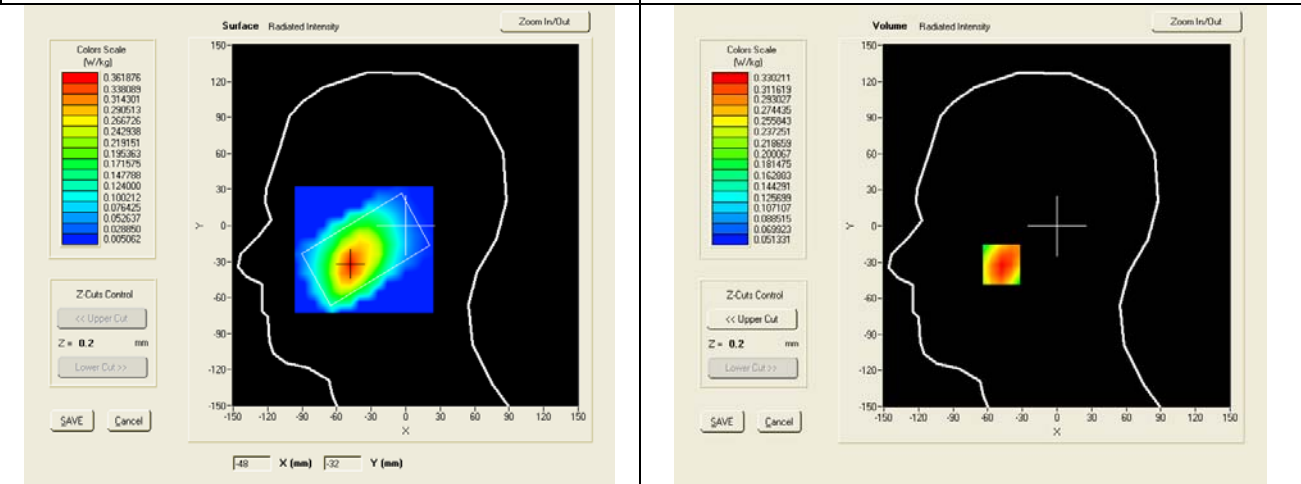 Surface Radiated Intensity
Zoom In/Out
Colors Scale
(W/kg)
0.361876
0.338089
0.314301
0.290513
0.266726
0.242938
0.219151
0.195363
0.171575
0.147788
0.124000
0.100212
0.076425
0.052637
0.028850
0.005062
Z-Cuts Control
<< Upper Cut
Z = 0.2 mm
Lower Cut >>
SAVE Cancel
150
120
90
60
30
0
-30
-60
-90
-120
-150
Y
-150 -120 -90 -60 -30 0 30 60 90 120 150
X
-48 X (mm) -32 Y (mm)
Volume Radiated Intensity
Zoom In/Out
Colors Scale
(W/kg)
0.330211
0.311619
0.293027
0.274435
0.255843
0.237251
0.218659
0.200067
0.181475
0.162883
0.144291
0.125699
0.107107
0.088515
0.069923
0.051331
Z-Cuts Control
<< Upper Cut
Z = 0.2 mm
Lower Cut >>
SAVE Cancel
150
120
90
60
30
0
-30
-60
-90
-120
-150
Y
-150 -120 -90 -60 -30 0 30 60 90 120 150
X